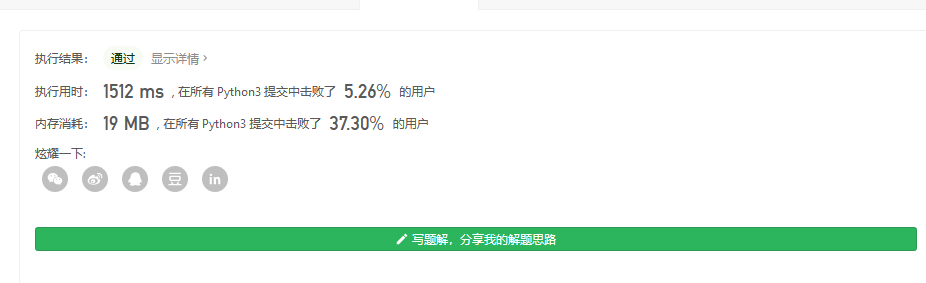 执行结果： 通过 显示详情 ›
执行用时： 1512 ms , 在所有 Python3 提交中击败了 5.26% 的用户
内存消耗： 19 MB , 在所有 Python3 提交中击败了 37.30% 的用户
炫耀一下:
豆 in
写题解，分享我的解题思路